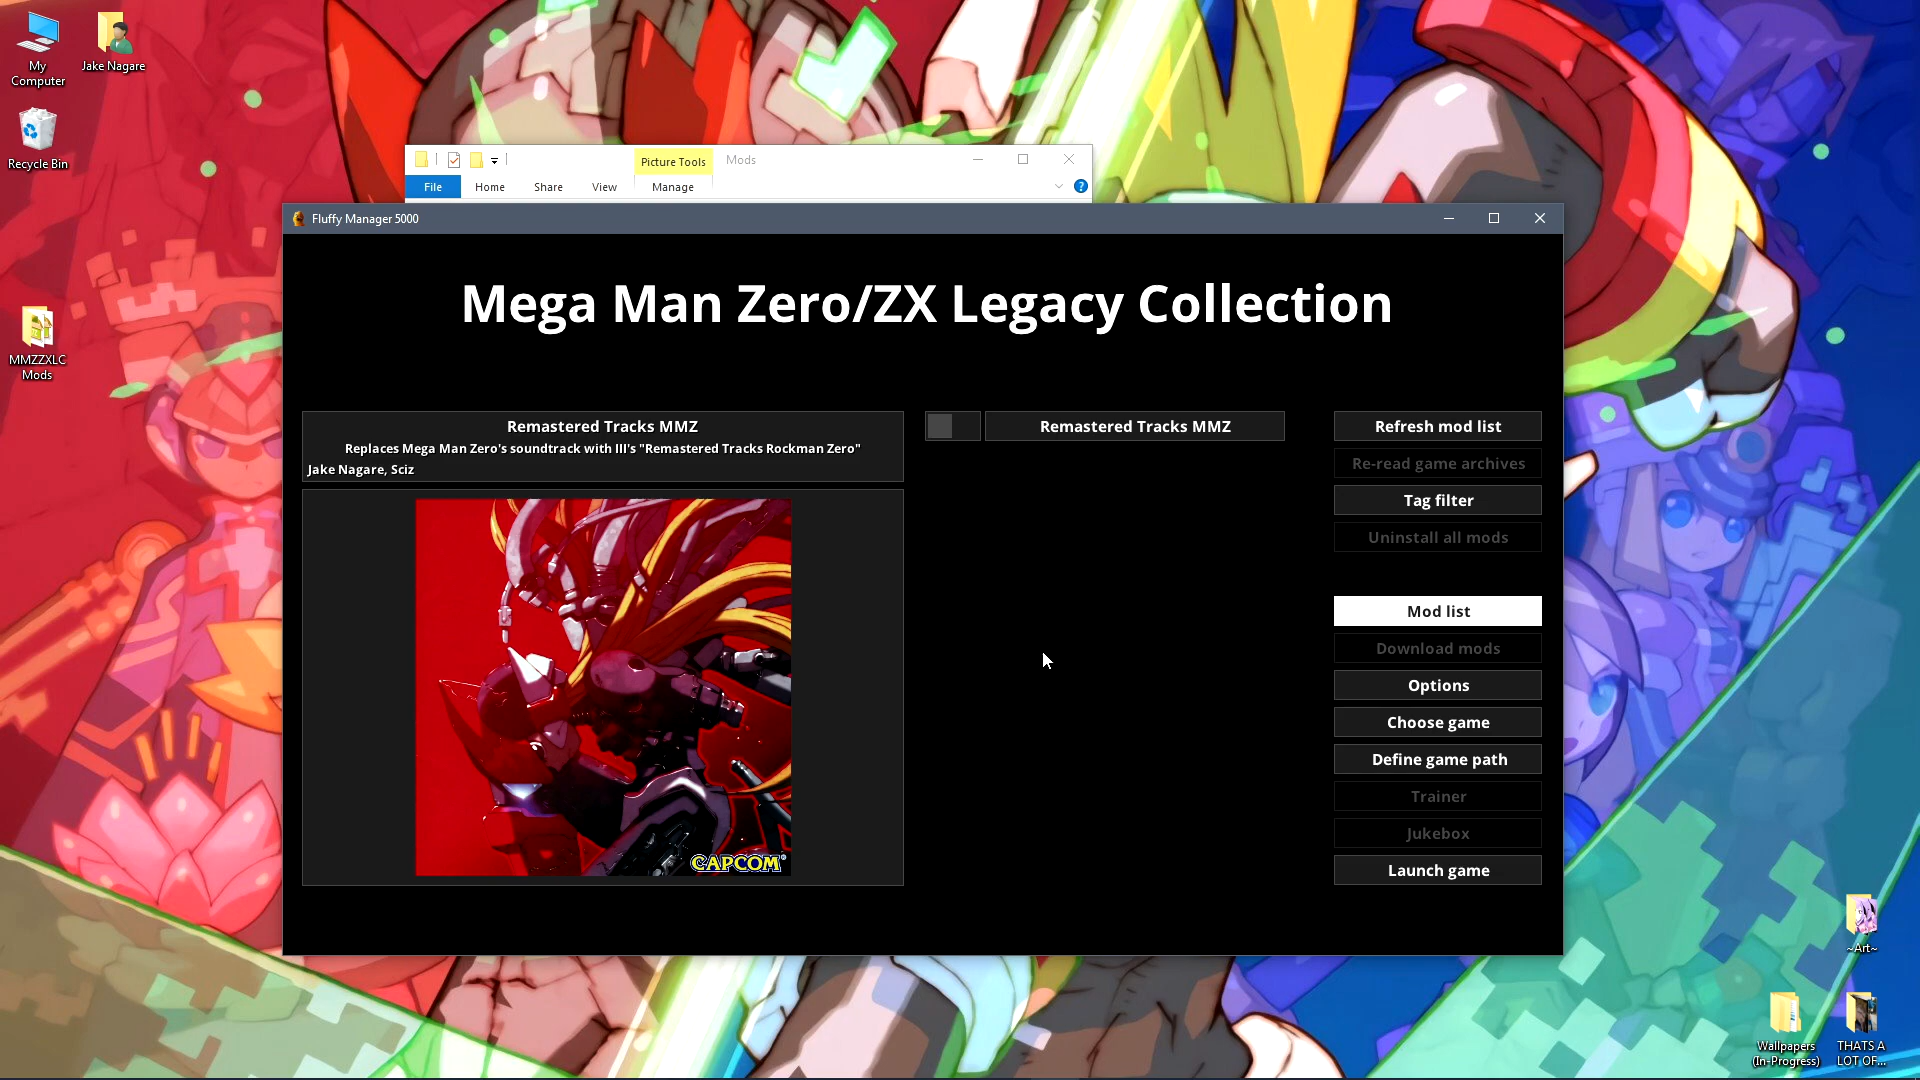 My
Computer
Jake Nagare
Recycle Bin
MMZZXLC
Mods
Picture Tools
Mods
File
Home
Share
View
Manage
?
Fluffy Manager 5000
Mega Man Zero/ZX Legacy Collection
Remastered Tracks MMZ
Replaces Mega Man Zero's soundtrack with III's "Remastered Tracks Rockman Zero"
Jake Nagare, Sciz
CAPCOM®
Remastered Tracks MMZ
Refresh mod list
Re-read game archives
Tag filter
Uninstall all mods
Mod list
Download mods
Options
Choose game
Define game path
Trainer
Jukebox
Launch game
~Art~
Wallpapers
(In-Progress)
THATS A
LOT OF...